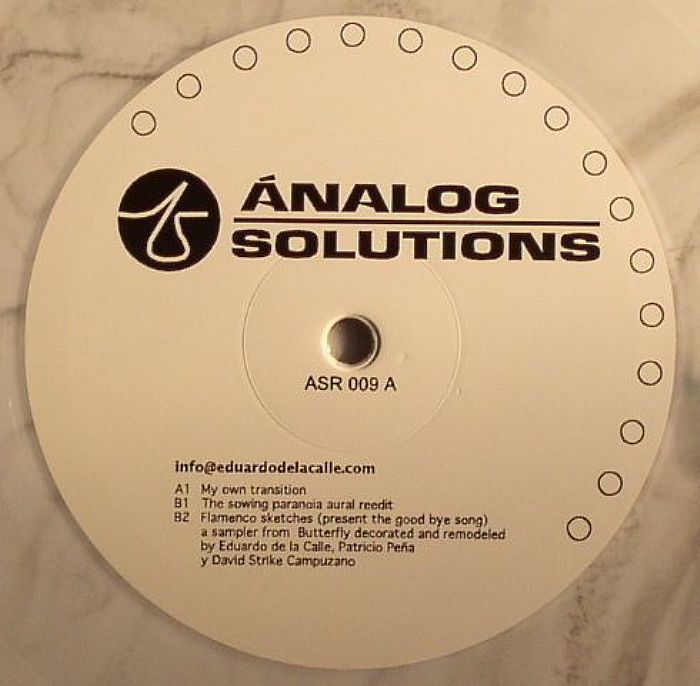 ÁNALOG
SOLUTIONS
ASR 009 A
info@eduardodelacalle.com
A1 My own transition
B1 The sowing paranoia aural reedit
B2 Flamenco sketches (present the good bye song)
a sampler from Butterfly decorated and remodeled
by Eduardo de la Calle, Patricio Peña
y David Strike Campuzano